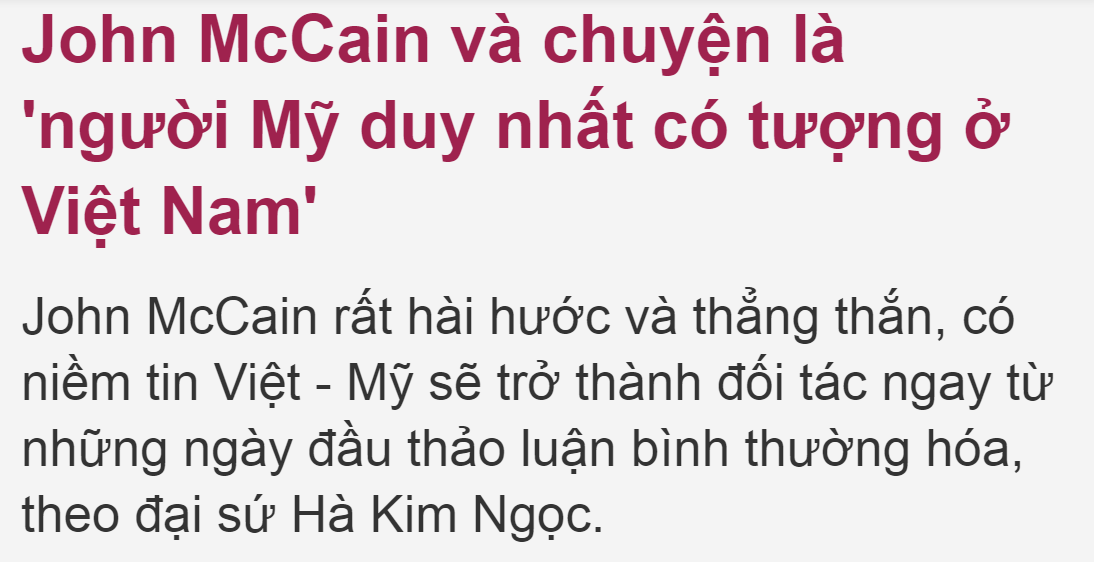 John McCain và chuyện là
'người Mỹ duy nhất có tượng ở
Việt Nam'
John McCain rất hài hước và thẳng thắn, có
niềm tin Việt - Mỹ sẽ trở thành đối tác ngay từ
những ngày đầu thảo luận bình thường hóa,
theo đại sứ Hà Kim Ngọc.